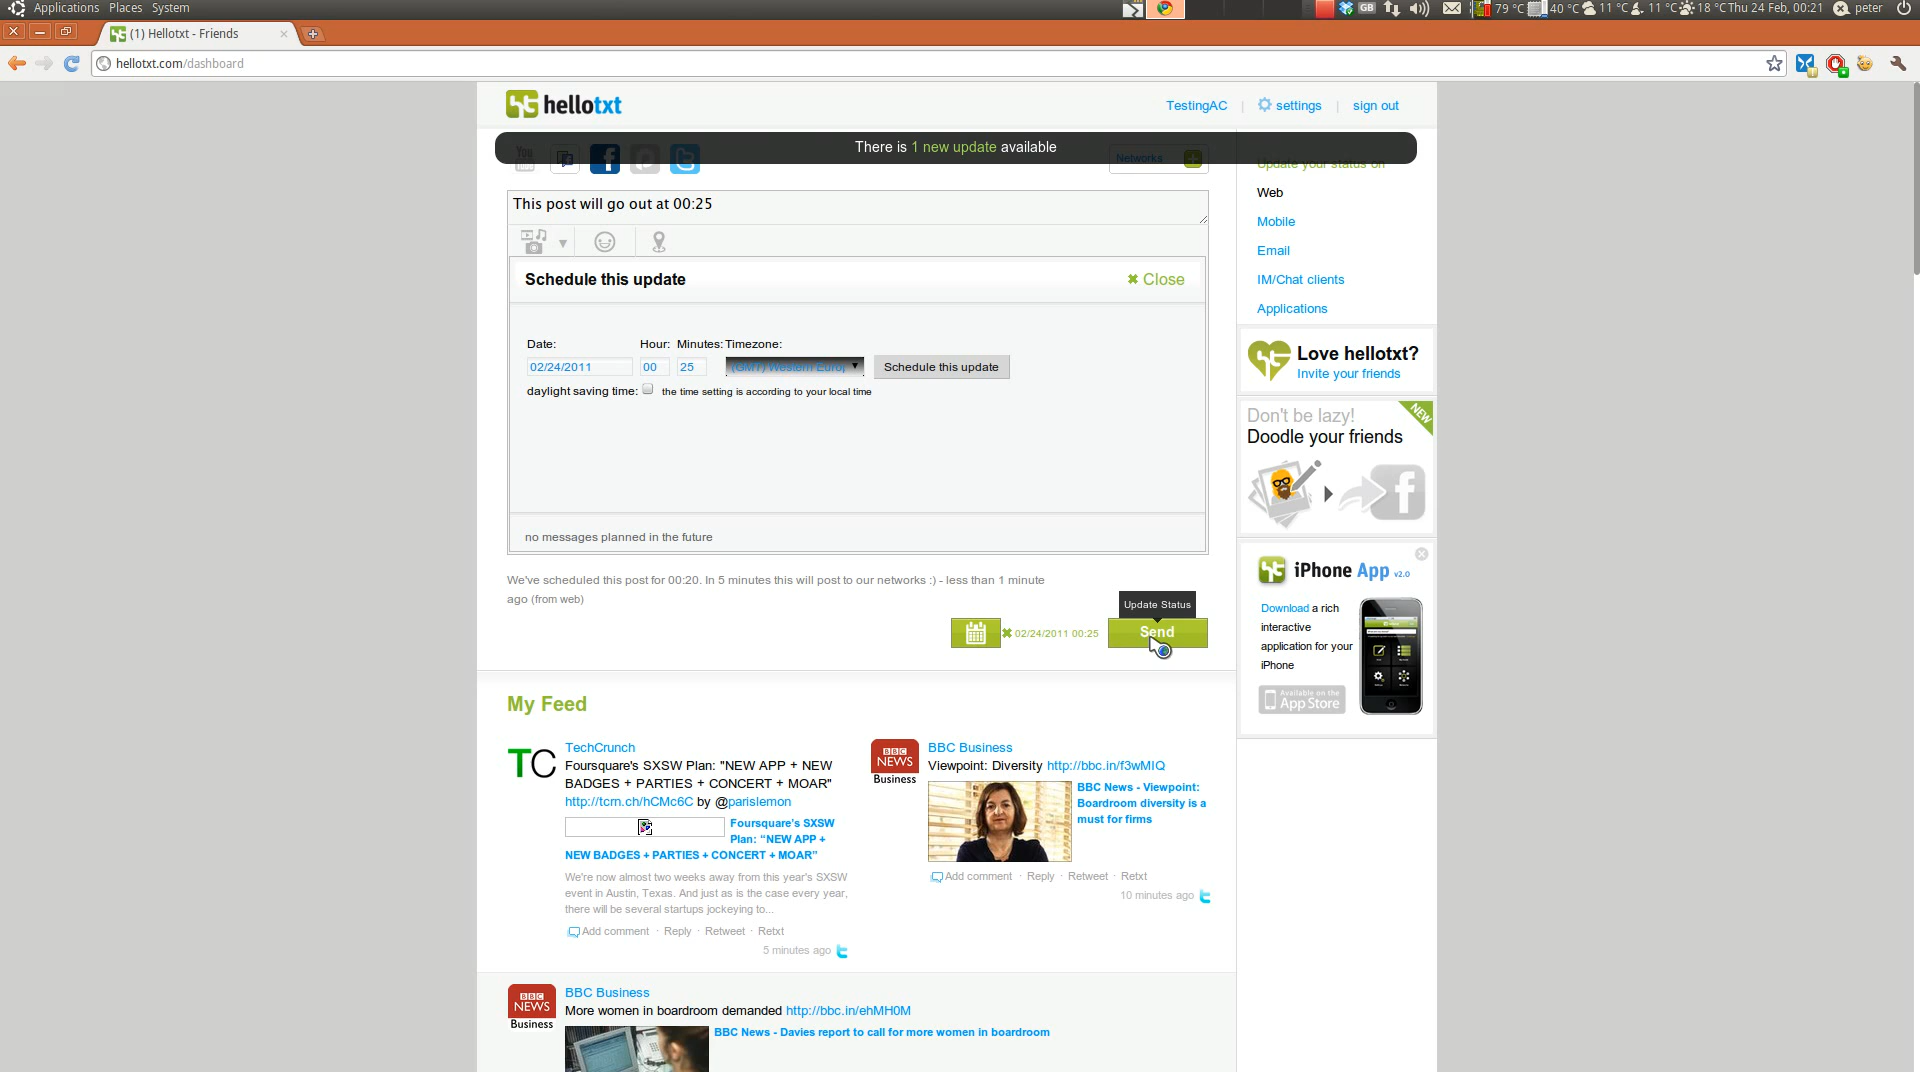 Applications Places System
GB 79 °C 40 °C 11 °C 11 °C 18 °C Thu 24 Feb, 00:21 peter
(1) Hellotxt - Friends
hellotxt.com/dashboard
hellotxt
TestingAC | settings | sign out
There is 1 new update available
You
Networks
Update your status on
Web
Mobile
Email
IM/Chat clients
Applications
This post will go out at 00:25
Schedule this update
Close
Date: Hour: Minutes: Timezone:
02/24/2011 00 25 (GMT) Western Euro Schedule this update
daylight saving time: the time setting is according to your local time
no messages planned in the future
We've scheduled this post for 00:20. In 5 minutes this will post to our networks :) - less than 1 minute
ago (from web)
Update Status
02/24/2011 00:25
Send
Love hellotxt?
Invite your friends
Don't be lazy!
NEW
Doodle your friends
iPhone App v2.0
Download a rich
interactive
application for your
iPhone
Available on the
App Store
My Feed
TC
TechCrunch
Foursquare's SXSW Plan: "NEW APP + NEW
BADGES + PARTIES + CONCERT + MOAR"
http://tcrn.ch/hCMc6C by @parislemon
Foursquare's SXSW
Plan: “NEW APP +
NEW BADGES + PARTIES + CONCERT + MOAR”
We're now almost two weeks away from this year's SXSW
event in Austin, Texas. And just as is the case every year,
there will be several startups jockeying to...
Add comment · Reply · Retweet · Retxt
5 minutes ago
BBC
NEWS
Business
BBC Business
Viewpoint: Diversity http://bbc.in/f3wMIQ
BBC News - Viewpoint:
Boardroom diversity is a
must for firms
Add comment · Reply · Retweet · Retxt
10 minutes ago
BBC
NEWS
Business
BBC Business
More women in boardroom demanded http://bbc.in/ehMH0M
BBC News - Davies report to call for more women in boardroom